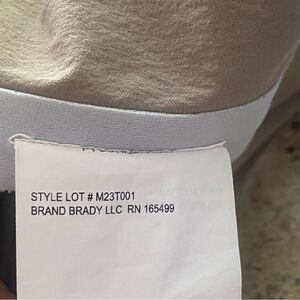 STYLE LOT # M23T001
BRAND BRADY LLC  RN 165499